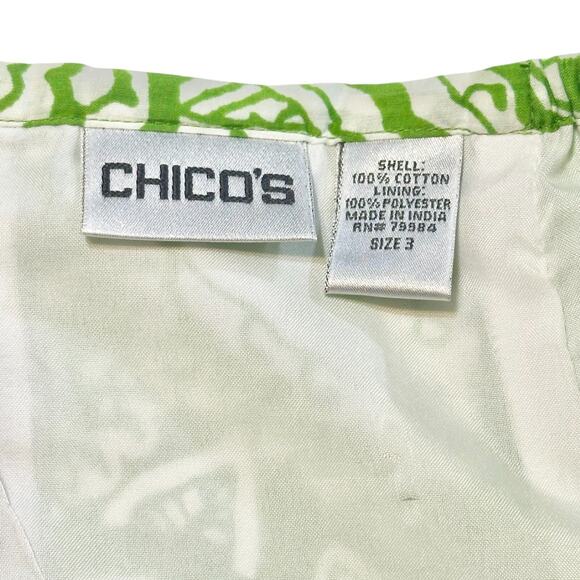 CHICO'S
SHELL:
100% COTTON
LINING:
100% POLYESTER
MADE IN INDIA
RN# 79984
SIZE 3